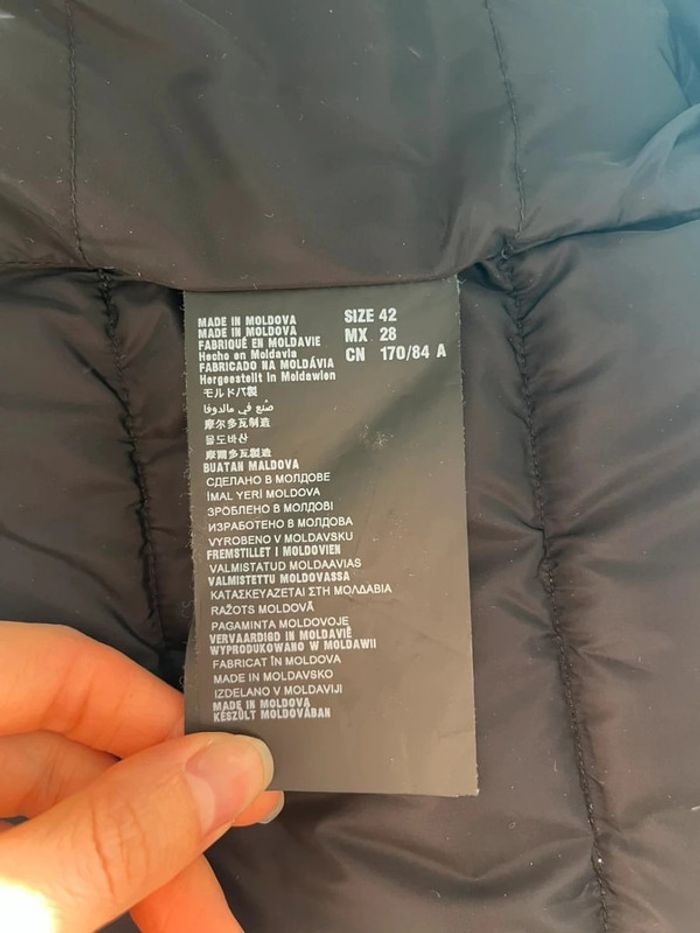 MADE IN MOLDOVA
MADE IN MOLDOVA
FABRIQUÉ EN MOLDAVIE
Hecho en Moldavia
FABRICADO NA MOLDÁVIA
Hergestellt in Moldawien
モルドバ製
صنع في مالدوفا
摩尔多瓦制造
몰도바산
摩爾多瓦製造
BUATAN MALDOVA
СДЕЛАНО В МОЛДОВЕ
İMAL YERİ MOLDOVA
ЗРОБЛЕНО В МОЛДОВІ
ИЗРАБОТЕНО В МОЛДОВА
VYROBENO V MOLDAVSKU
FREMSTILLET I MOLDOVIEN
VALMISTATUD MOLDAAVIAS
VALMISTETTU MOLDOVASSA
ΚΑΤΑΣΚΕΥΑΖΕΤΑΙ ΣΤΗ ΜΟΛΔΑΒΙΑ
RAŽOTS MOLDOVĀ
PAGAMINTA MOLDOVOJE
VERVAARDIGD IN MOLDAVIË
WYPRODUKOWANO W MOŁDAWII
FABRICAT ÎN MOLDOVA
MADE IN MOLDAVSKO
IZDELANO V MOLDAVIJI
MADE IN MOLDOVA
KÉSZÜLT MOLDOVÁBAN
SIZE 42
MX 28
CN 170/84 A